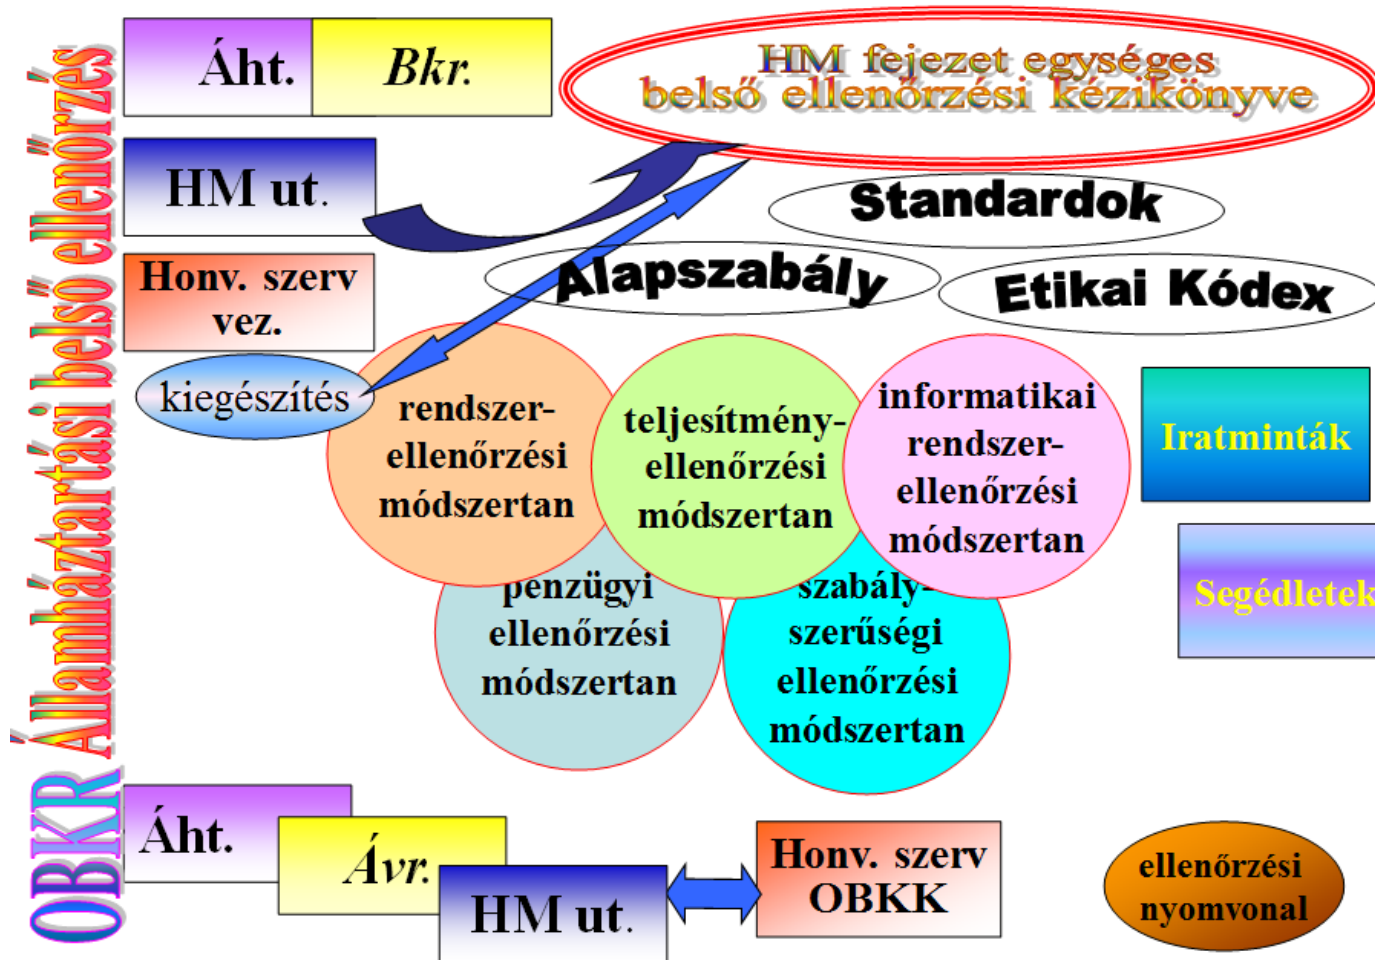 Államháztartási belső ellenőrzés
OBKR
Áht.
Bkr.
HM fejezet egységes
belső ellenőrzési kézikönyve
HM ut.
Standardok
Honv. szerv
vez.
Alapszabály
Etikai Kódex
kiegészítés
rendszer-
ellenőrzési
módszertan
teljesítmény-
ellenőrzési
módszertan
informatikai
rendszer-
ellenőrzési
módszertan
Iratminták
pénzügyi
ellenőrzési
módszertan
szabály-
szerűségi
ellenőrzési
módszertan
Segédletek
Áht.
Ávr.
HM ut.
Honv. szerv
OBKK
ellenőrzési
nyomvonal